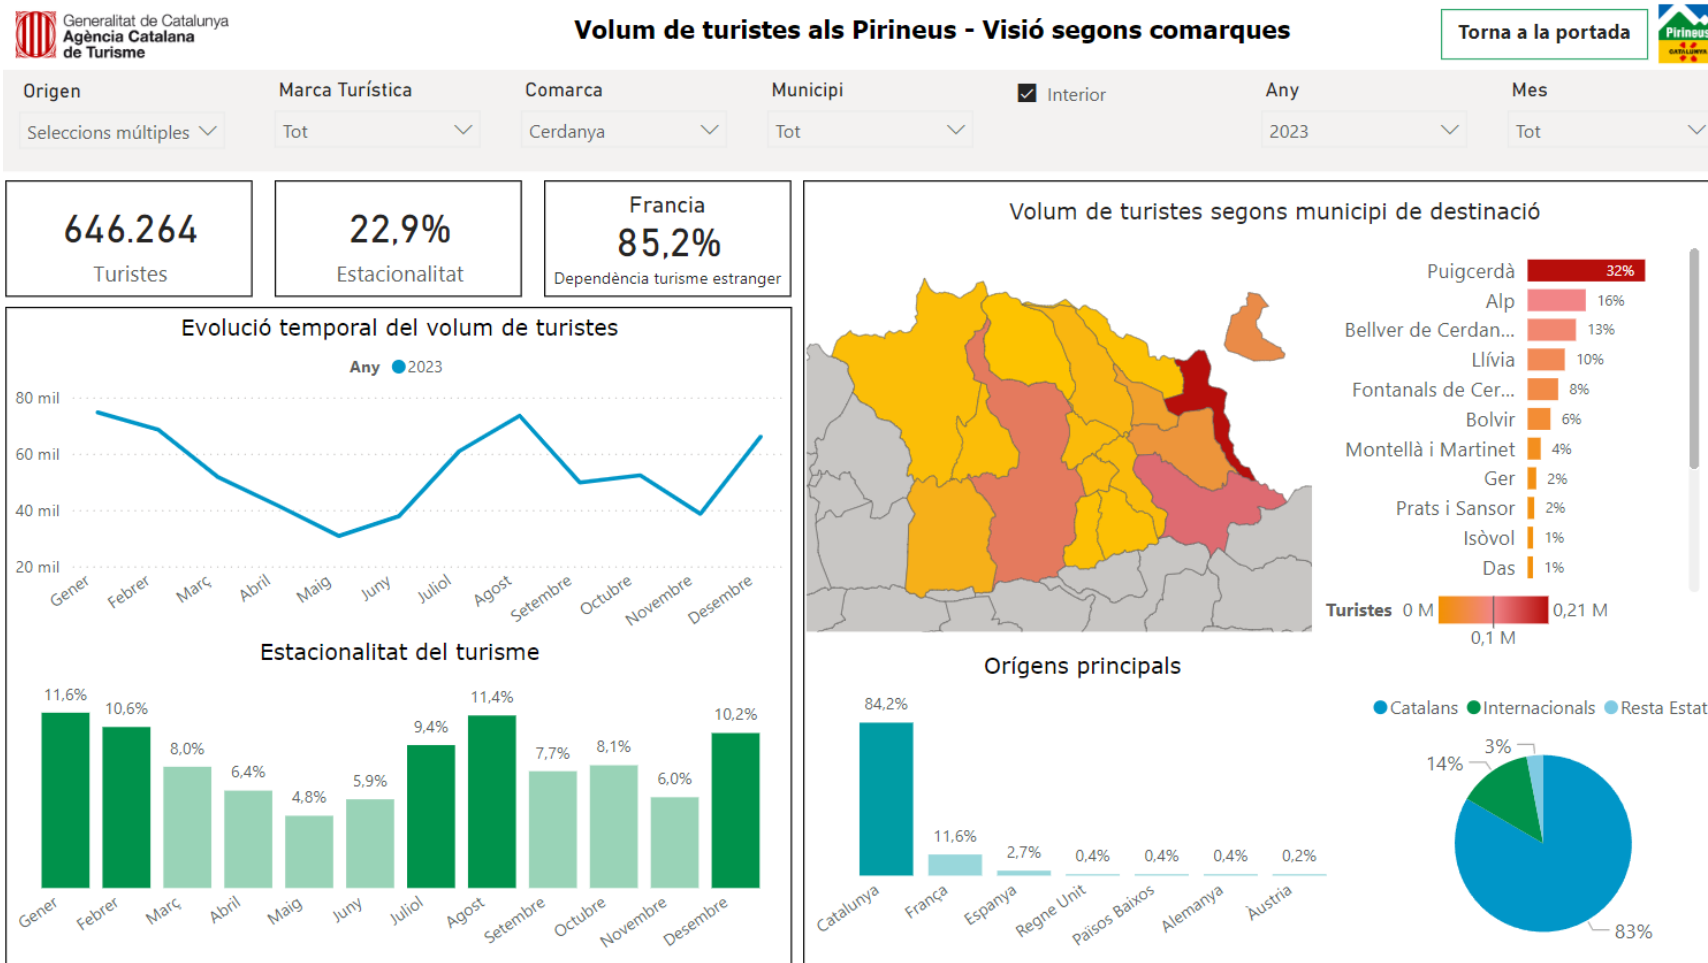 Generalitat de Catalunya
Agència Catalana
de Turisme
Volum de turistes als Pirineus - Visió segons comarques
Torna a la portada
Pirineus
CATALUNYA
Origen
Marca Turística
Comarca
Municipi
Interior
Any
Mes
Seleccions múltiples
Tot
Cerdanya
Tot
2023
Tot
646.264
Turistes
22,9%
Estacionalitat
Francia
85,2%
Dependència turisme estranger
Evolució temporal del volum de turistes
Any 2023
80 mil
60 mil
40 mil
20 mil
Gener Febrer Març Abril Maig Juny Juliol Agost Setembre Octubre Novembre Desembre
Estacionalitat del turisme
11,6% 10,6% 8,0% 6,4% 4,8% 5,9% 9,4% 11,4% 7,7% 8,1% 6,0% 10,2%
Gener Febrer Març Abril Maig Juny Juliol Agost Setembre Octubre Novembre Desembre
Volum de turistes segons municipi de destinació
Puigcerdà 32%
Alp 16%
Bellver de Cerdan... 13%
Llívia 10%
Fontanals de Cer... 8%
Bolvir 6%
Montellà i Martinet 4%
Ger 2%
Prats i Sansor 2%
Isòvol 1%
Das 1%
Turistes 0 M 0,21 M
0,1 M
Orígens principals
84,2% 11,6% 2,7% 0,4% 0,4% 0,4% 0,2%
Catalunya França Espanya Regne Unit Països Baixos Alemanya Àustria
Catalans Internacionals Resta Estat
3%
14%
83%